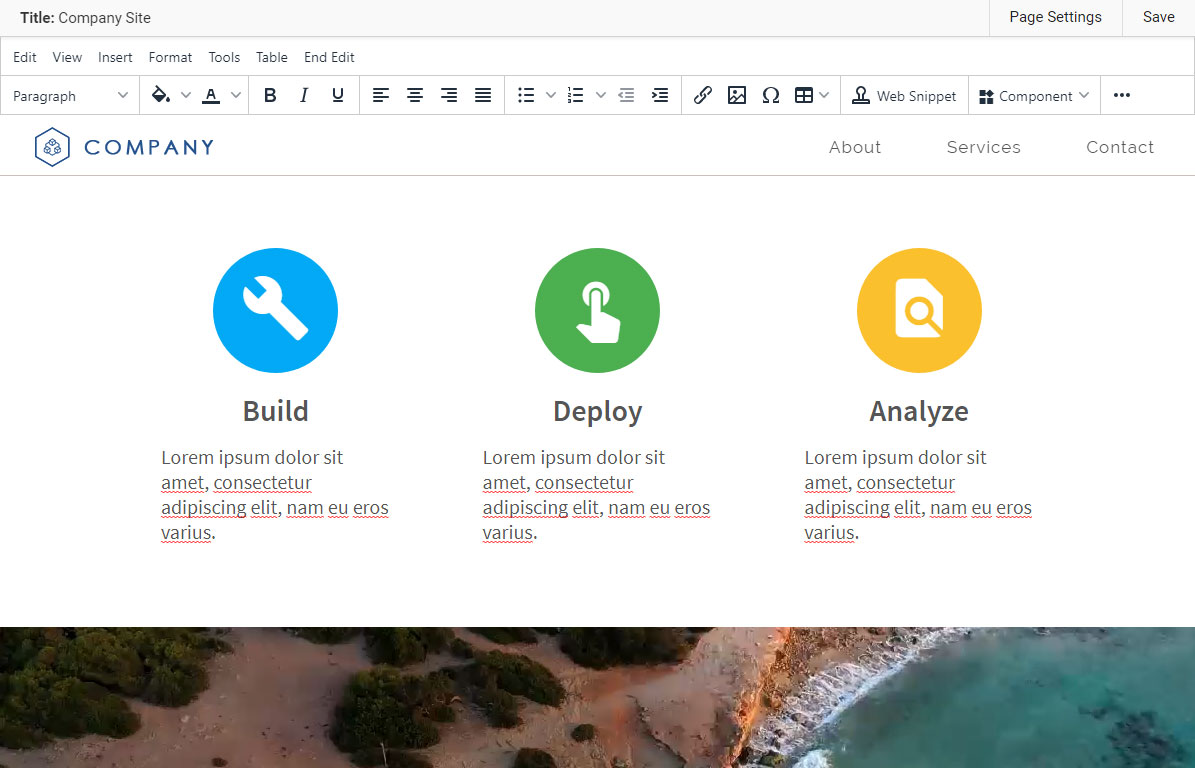 Title: Company Site Page Settings Save
Edit View Insert Format Tools Table End Edit
Paragraph A B I U Ω Web Snippet Component
COMPANY About Services Contact
Build Deploy Analyze
Lorem ipsum dolor sit
amet, consectetur
adipiscing elit, nam eu eros
varius.
Lorem ipsum dolor sit
amet, consectetur
adipiscing elit, nam eu eros
varius.
Lorem ipsum dolor sit
amet, consectetur
adipiscing elit, nam eu eros
varius.